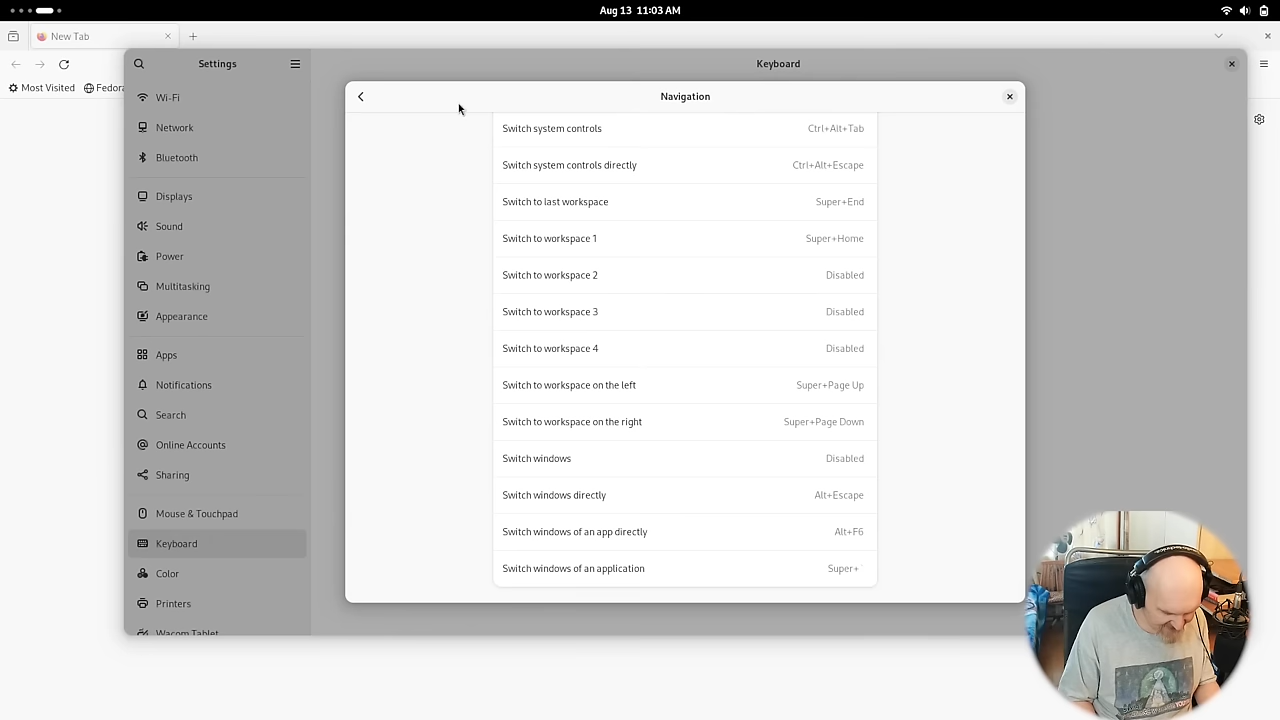 Aug 13 11:03 AM
New Tab
Most Visited
Fedora
Settings
Keyboard
Wi-Fi
Network
Bluetooth
Displays
Sound
Power
Multitasking
Appearance
Apps
Notifications
Search
Online Accounts
Sharing
Mouse & Touchpad
Keyboard
Color
Printers
Wacom Tablet
Navigation
Switch system controls Ctrl+Alt+Tab
Switch system controls directly Ctrl+Alt+Escape
Switch to last workspace Super+End
Switch to workspace 1 Super+Home
Switch to workspace 2 Disabled
Switch to workspace 3 Disabled
Switch to workspace 4 Disabled
Switch to workspace on the left Super+Page Up
Switch to workspace on the right Super+Page Down
Switch windows Disabled
Switch windows directly Alt+Escape
Switch windows of an app directly Alt+F6
Switch windows of an application Super+`